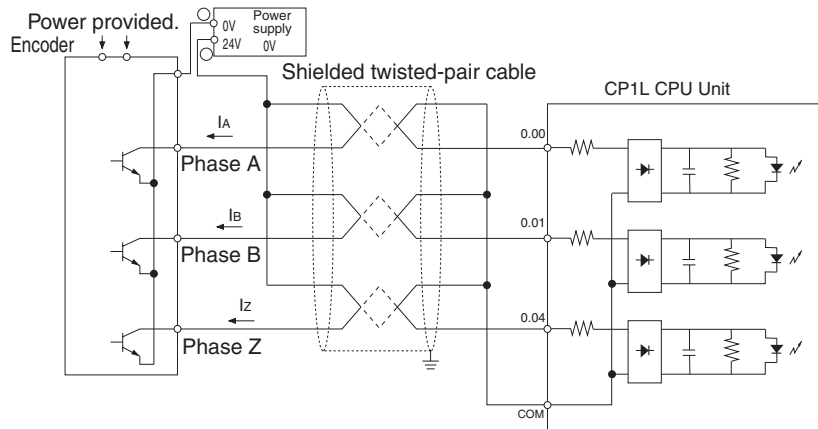 Power provided.
Encoder
0V
24V
Power
supply
0V
Shielded twisted-pair cable
CP1L CPU Unit
IA
Phase A
0.00
IB
Phase B
0.01
IZ
Phase Z
0.04
COM